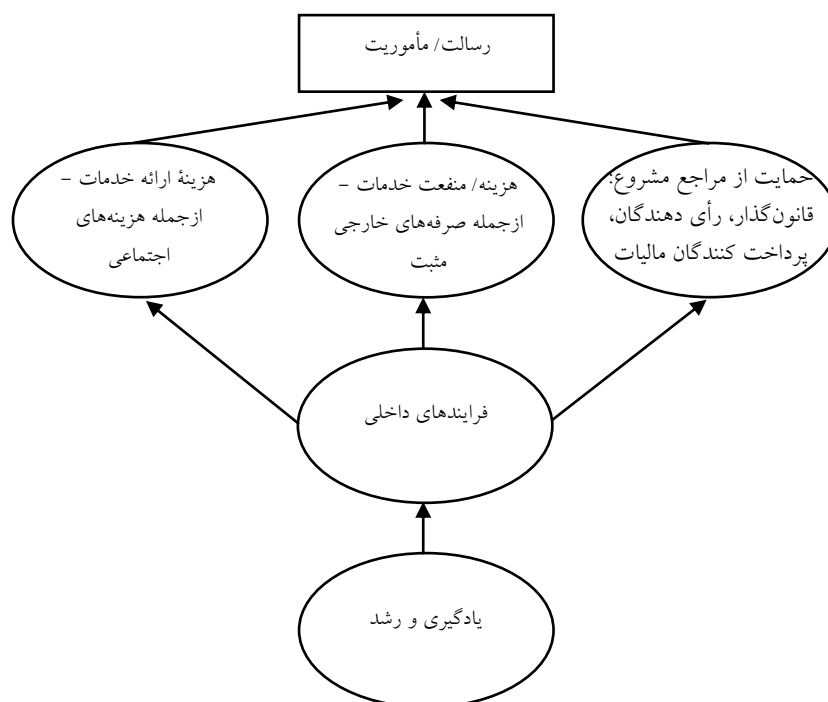 رسالت/ مأموریت
حمایت از مراجع مشروع:
قانون‌گذار، رأی دهندگان،
پرداخت کنندگان مالیات
هزینه/ منفعت خدمات –
ازجمله صرفه‌های خارجی
مثبت
هزینهٔ ارائه خدمات –
ازجمله هزینه‌های
اجتماعی
فرایندهای داخلی
یادگیری و رشد